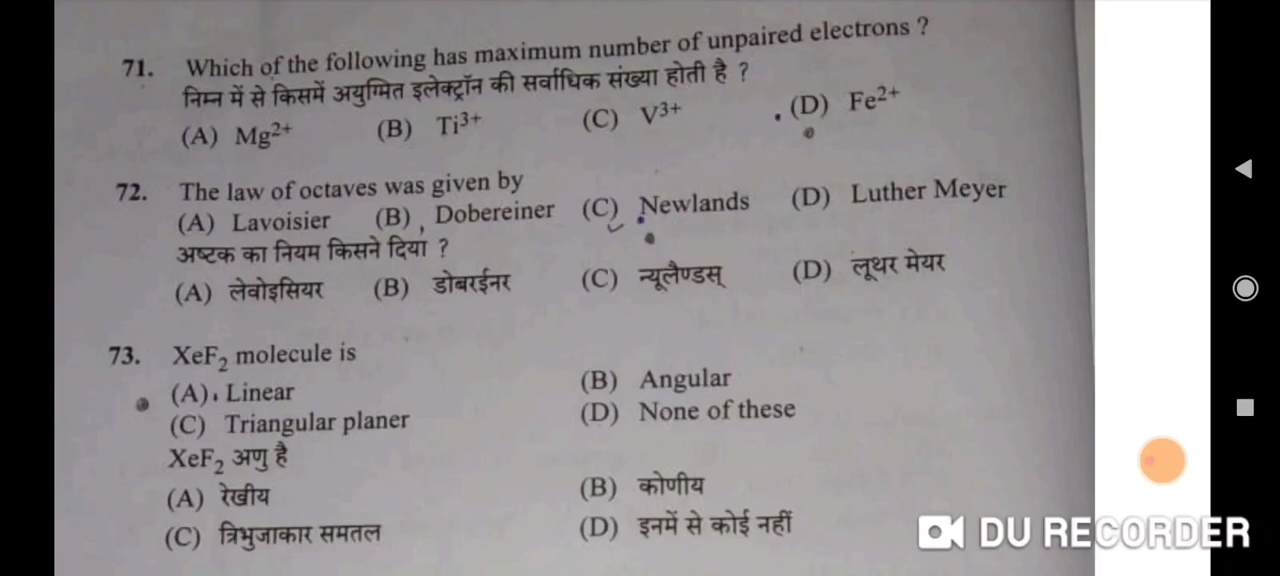 71. Which of the following has maximum number of unpaired electrons ?
निम्न में से किसमें अयुग्मित इलेक्ट्रॉन की सर्वाधिक संख्या होती है ?
(A) Mg²⁺ (B) Ti³⁺ (C) V³⁺ (D) Fe²⁺
72. The law of octaves was given by
(A) Lavoisier (B) Dobereiner (C) Newlands (D) Luther Meyer
अष्टक का नियम किसने दिया ?
(A) लेवोइसियर (B) डोबरईनर (C) न्यूलैण्डस् (D) लूथर मेयर
73. XeF₂ molecule is
(A) Linear (B) Angular
(C) Triangular planer (D) None of these
XeF₂ अणु है
(A) रेखीय (B) कोणीय
(C) त्रिभुजाकार समतल (D) इनमें से कोई नहीं
DU RECORDER